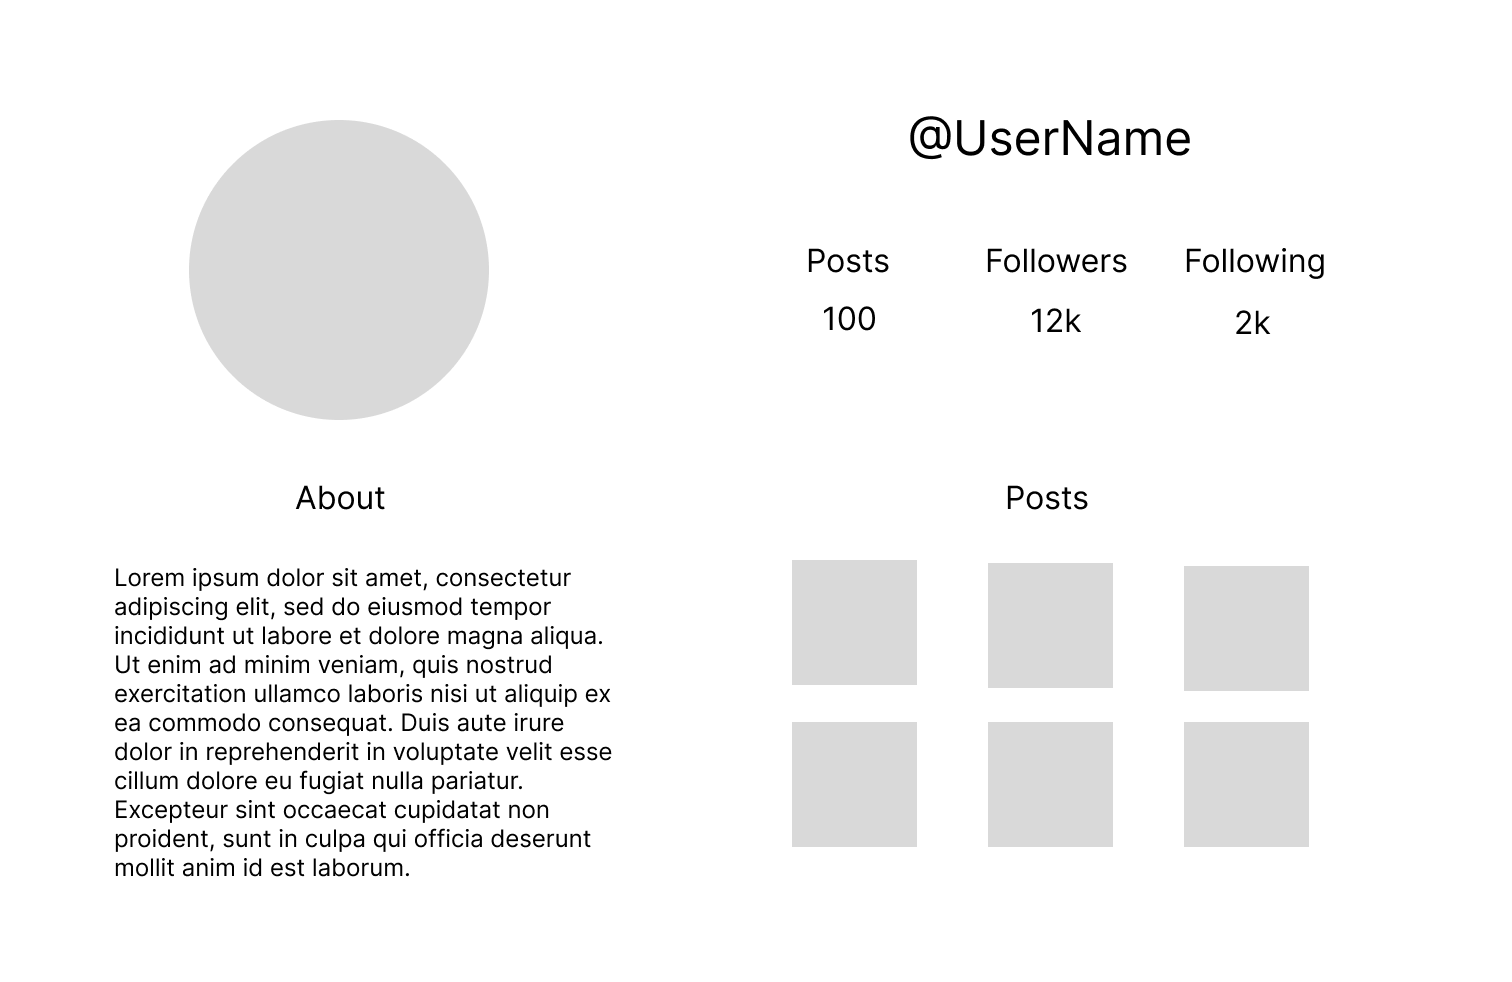 @UserName
Posts Followers Following
100 12k 2k
About
Lorem ipsum dolor sit amet, consectetur
adipiscing elit, sed do eiusmod tempor
incididunt ut labore et dolore magna aliqua.
Ut enim ad minim veniam, quis nostrud
exercitation ullamco laboris nisi ut aliquip ex
ea commodo consequat. Duis aute irure
dolor in reprehenderit in voluptate velit esse
cillum dolore eu fugiat nulla pariatur.
Excepteur sint occaecat cupidatat non
proident, sunt in culpa qui officia deserunt
mollit anim id est laborum.
Posts